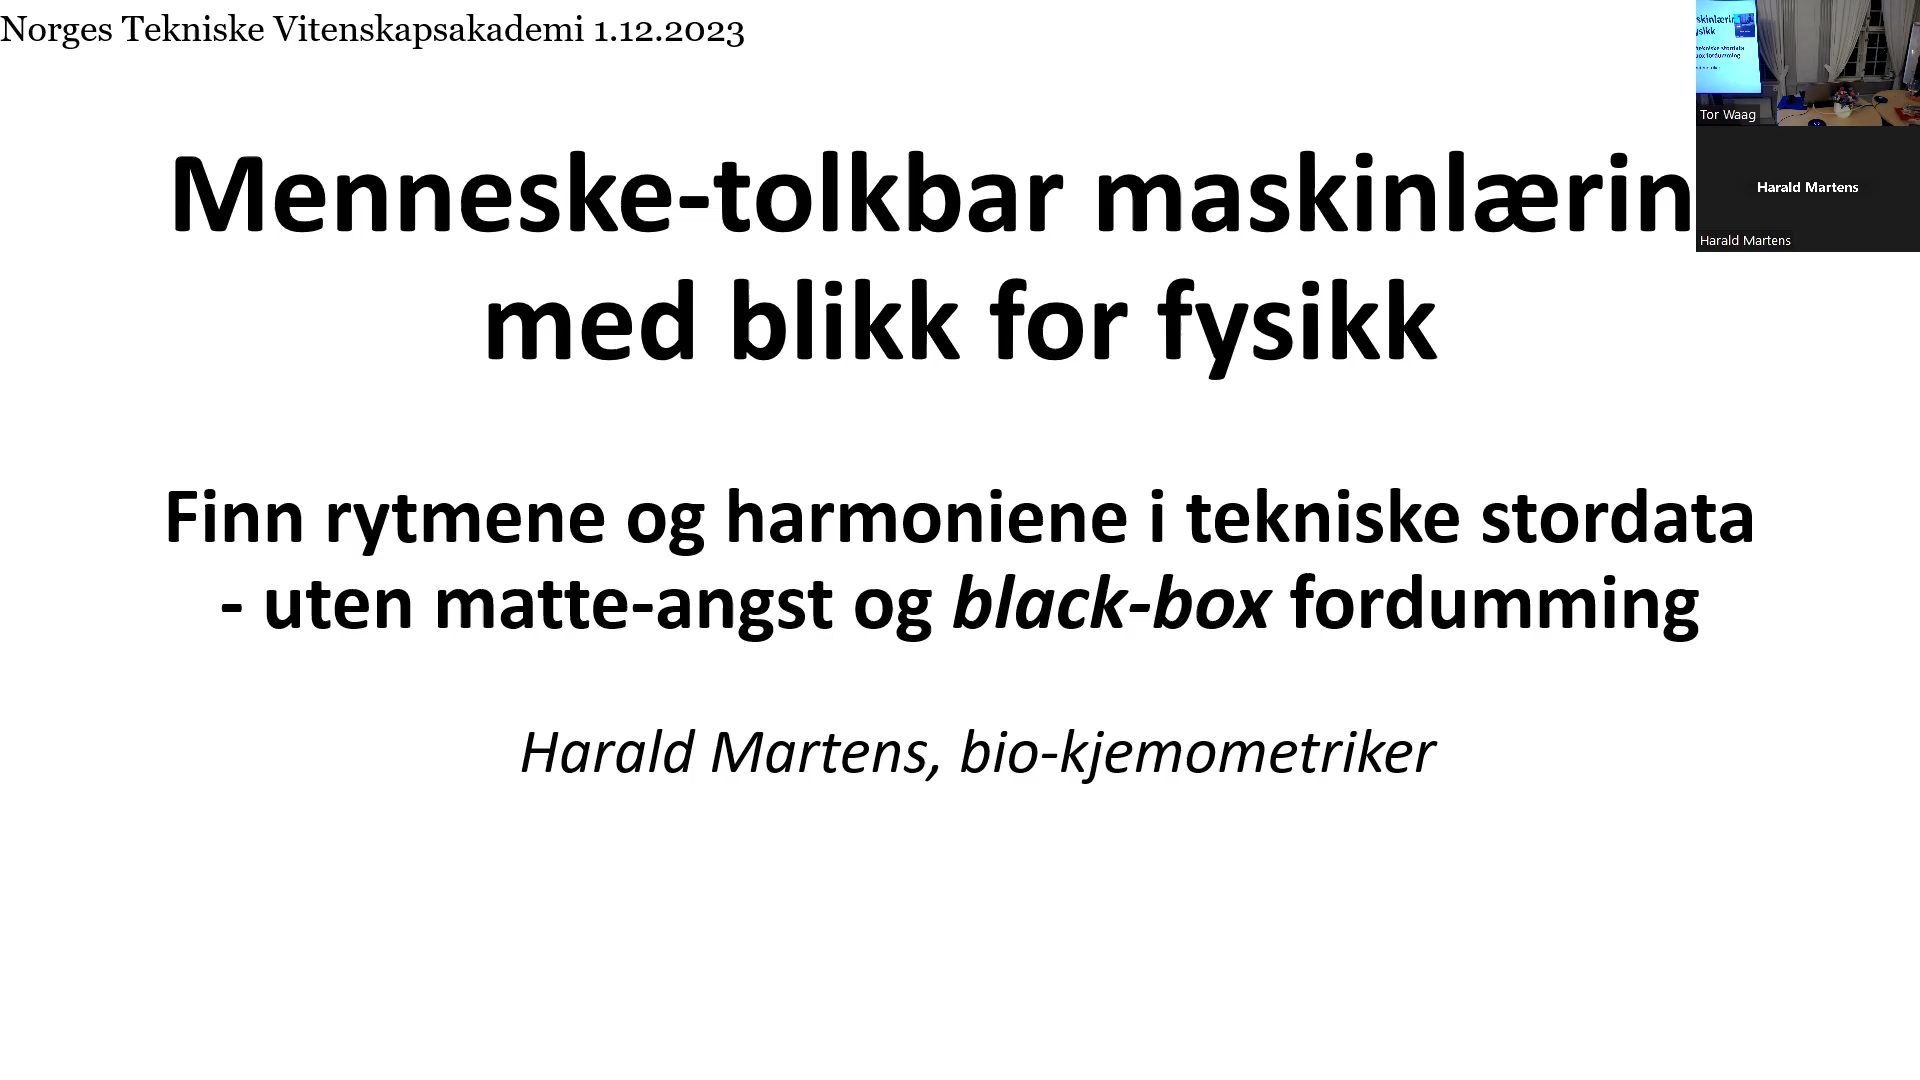 Norges Tekniske Vitenskapsakademi 1.12.2023
Menneske-tolkbar maskinlærin
med blikk for fysikk
Finn rytmene og harmoniene i tekniske stordata
- uten matte-angst og black-box fordumming
Harald Martens, bio-kjemometriker
Tor Waag
Harald Martens
Harald Martens